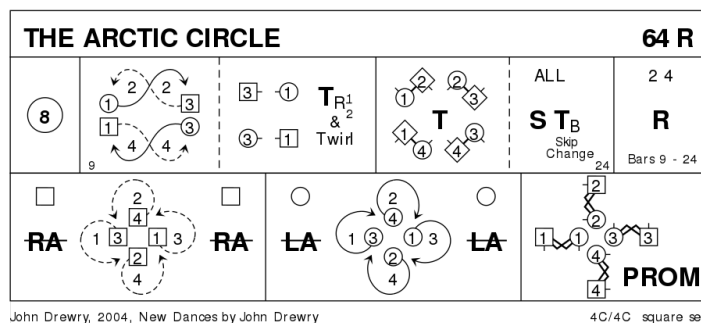 THE ARCTIC CIRCLE 64 R
8
2 2
1 3
1 3
4 4
9
3 1 T R 1
& 2
3 1 Twirl
2 2
1 3
T
1 3
4 4
ALL
S T B
Skip
Change
24
2 4
R
Bars 9 - 24
2
4
RA 1 3 1 3 RA
2
4
2
4
LA 1 3 1 3 LA
2
4
2
2
1 1 3 3
4
4
PROM
John Drewry, 2004, New Dances by John Drewry 4C/4C square se